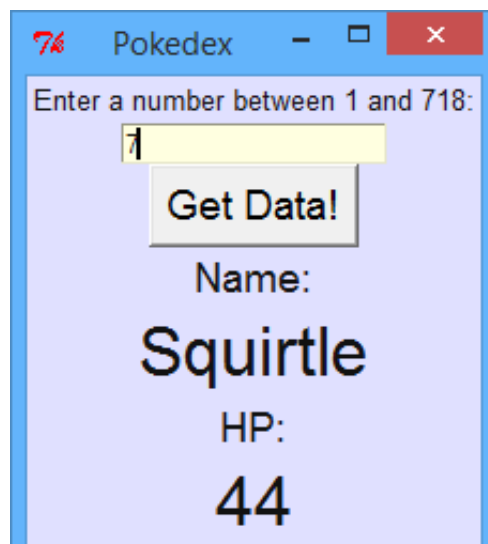 Pokedex
Enter a number between 1 and 718:
7
Get Data!
Name:
Squirtle
HP:
44